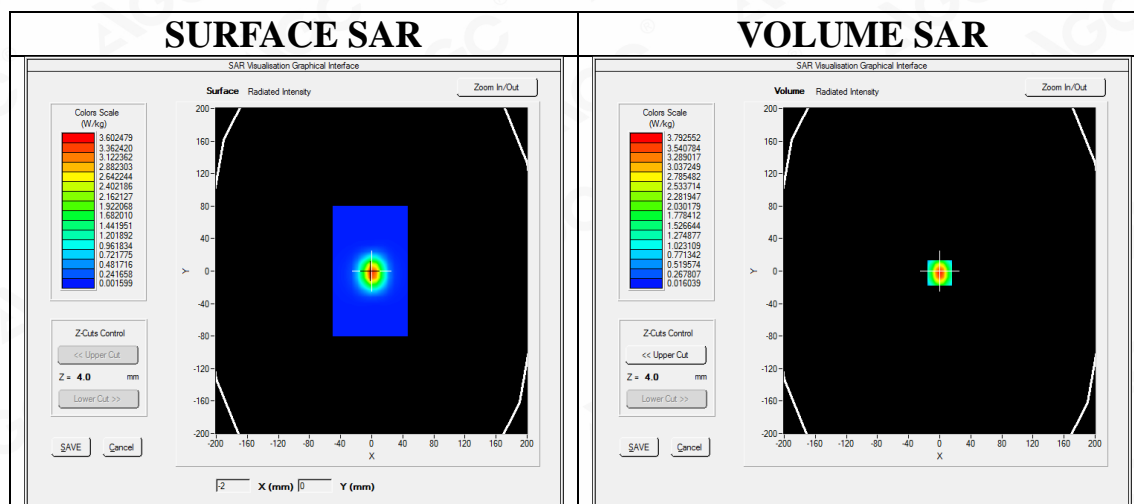 SURFACE SAR
SAR Visualisation Graphical Interface
Surface Radiated Intensity
Zoom In/Out
Colors Scale
(W/kg)
3.602479
3.362420
3.122362
2.882303
2.642244
2.402186
2.162127
1.922068
1.682010
1.441951
1.201892
0.961834
0.721775
0.481716
0.241658
0.001599
Z-Cuts Control
<< Upper Cut
Z = 4.0 mm
Lower Cut >>
SAVE Cancel
200
160
120
80
40
0
-40
-80
-120
-160
-200
Y
-200 -160 -120 -80 -40 0 40 80 120 160 200
X
-2 X (mm) 0 Y (mm)
VOLUME SAR
SAR Visualisation Graphical Interface
Volume Radiated Intensity
Zoom In/Out
Colors Scale
(W/kg)
3.792552
3.540784
3.289017
3.037249
2.785482
2.533714
2.281947
2.030179
1.778412
1.526644
1.274877
1.023109
0.771342
0.519574
0.267807
0.016039
Z-Cuts Control
<< Upper Cut
Z = 4.0 mm
Lower Cut >>
SAVE Cancel
200
160
120
80
40
0
-40
-80
-120
-160
-200
Y
-200 -160 -120 -80 -40 0 40 80 120 160 200
X